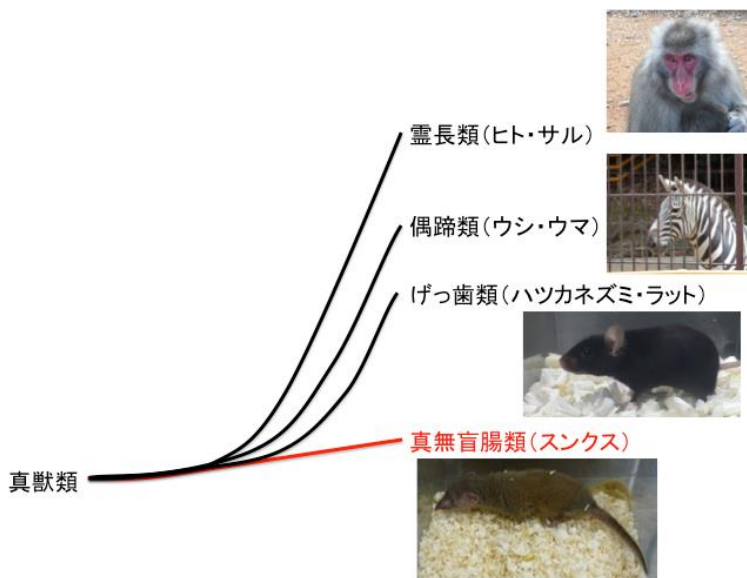 霊長類(ヒト・サル)
偶蹄類(ウシ・ウマ)
げっ歯類(ハツカネズミ・ラット)
真無盲腸類(スンクス)
真獣類